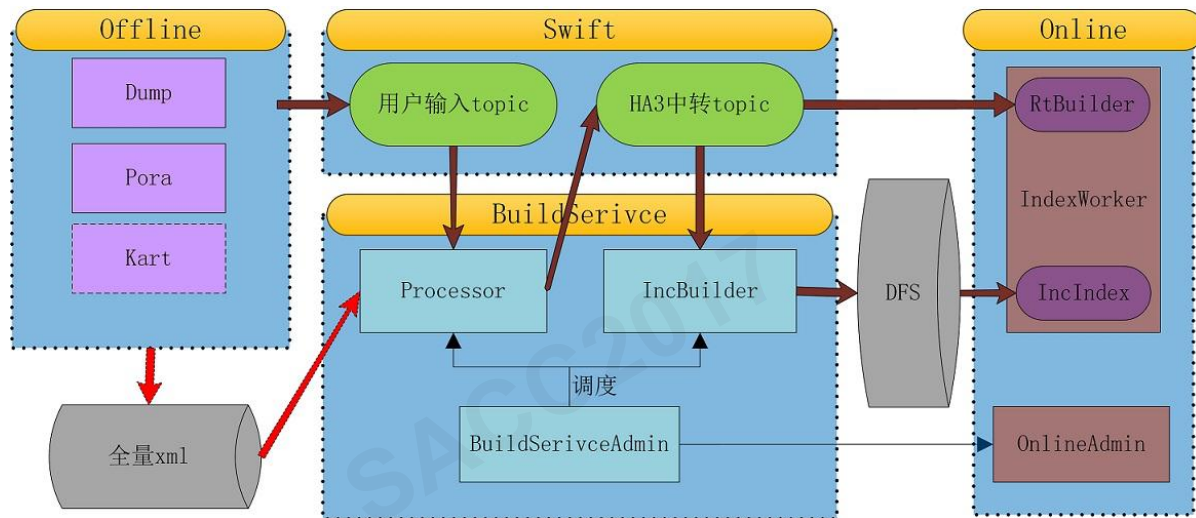 Offline
Dump
Pora
Kart
全量xml
Swift
用户输入topic
HA3中转topic
BuildSerivce
Processor
IncBuilder
调度
BuildSerivceAdmin
DFS
Online
RtBuilder
IndexWorker
IncIndex
OnlineAdmin
SACC2017